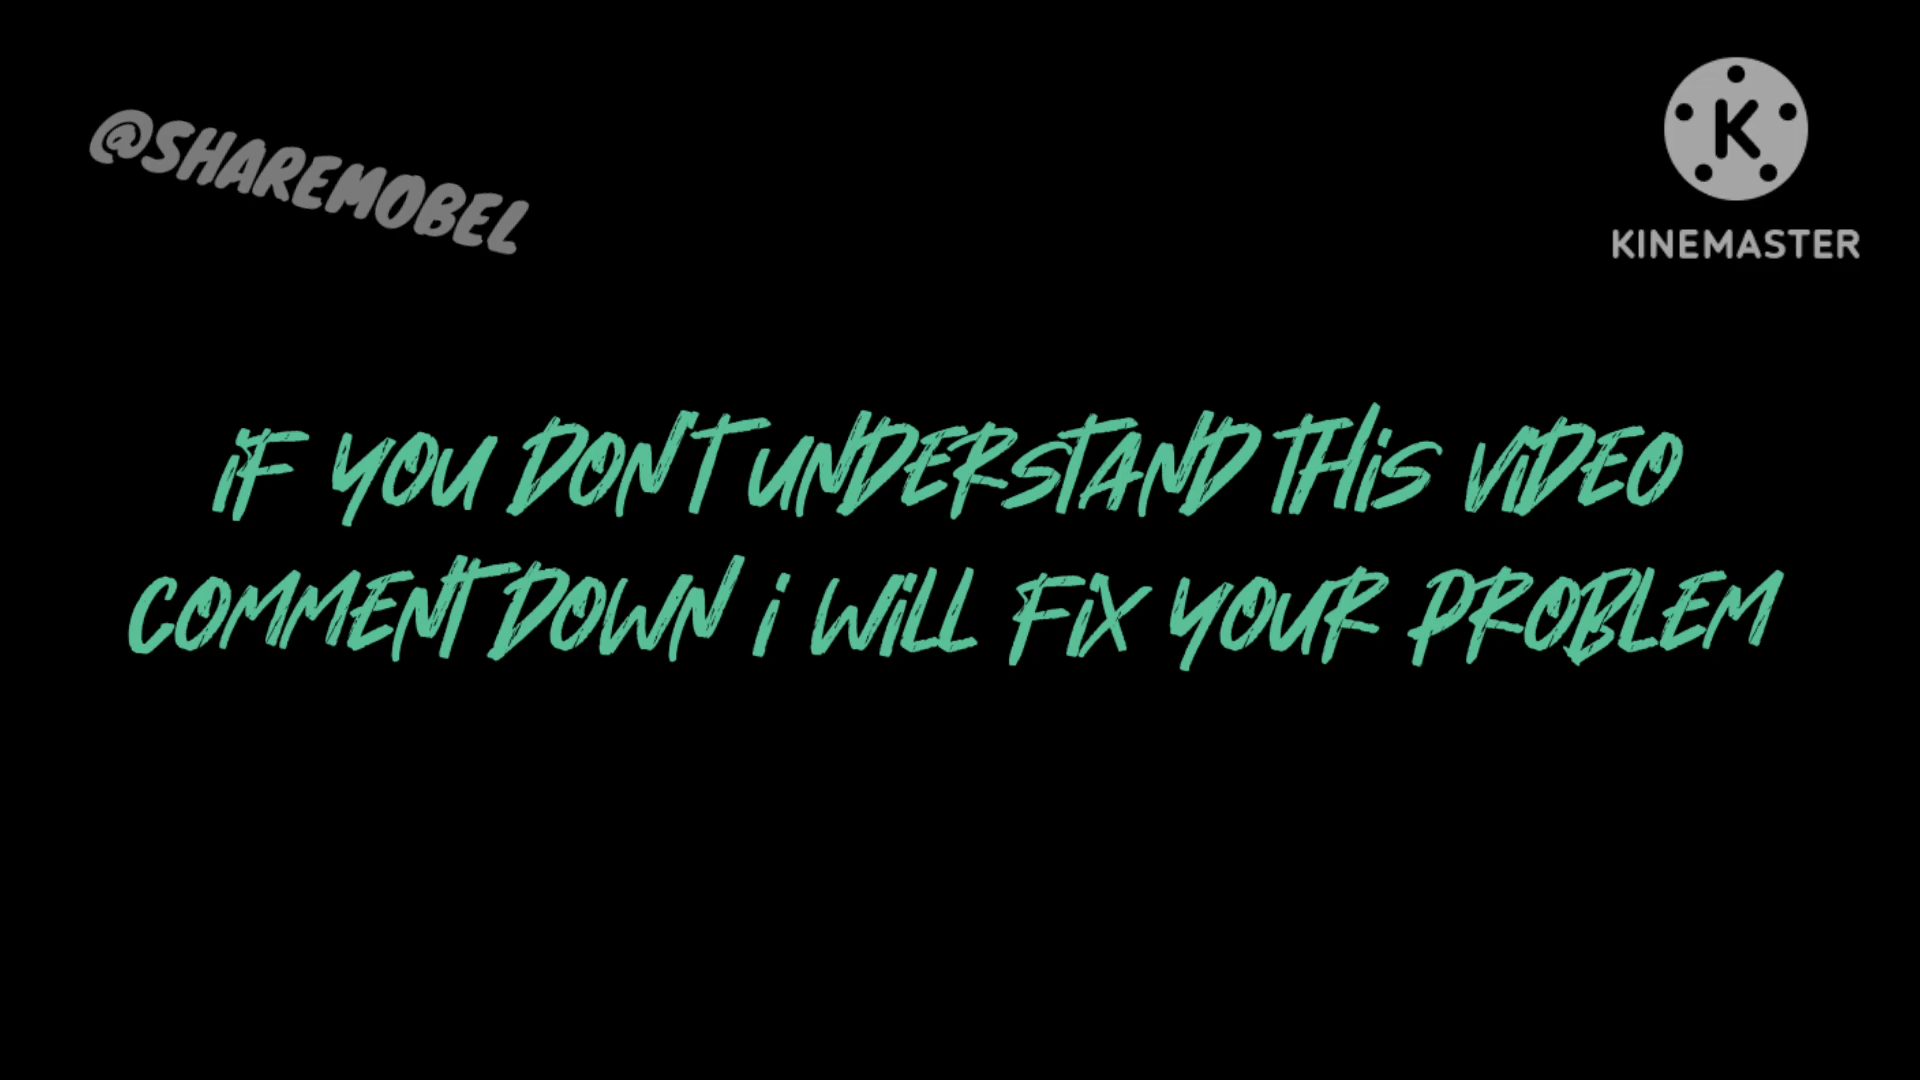 @SHAREMOBEL
K
KINEMASTER
iF YOU DON'T UNDERSTAND THiS ViDEO
COMMENT DOWN i WiLL FiX YOUR PROBLEM